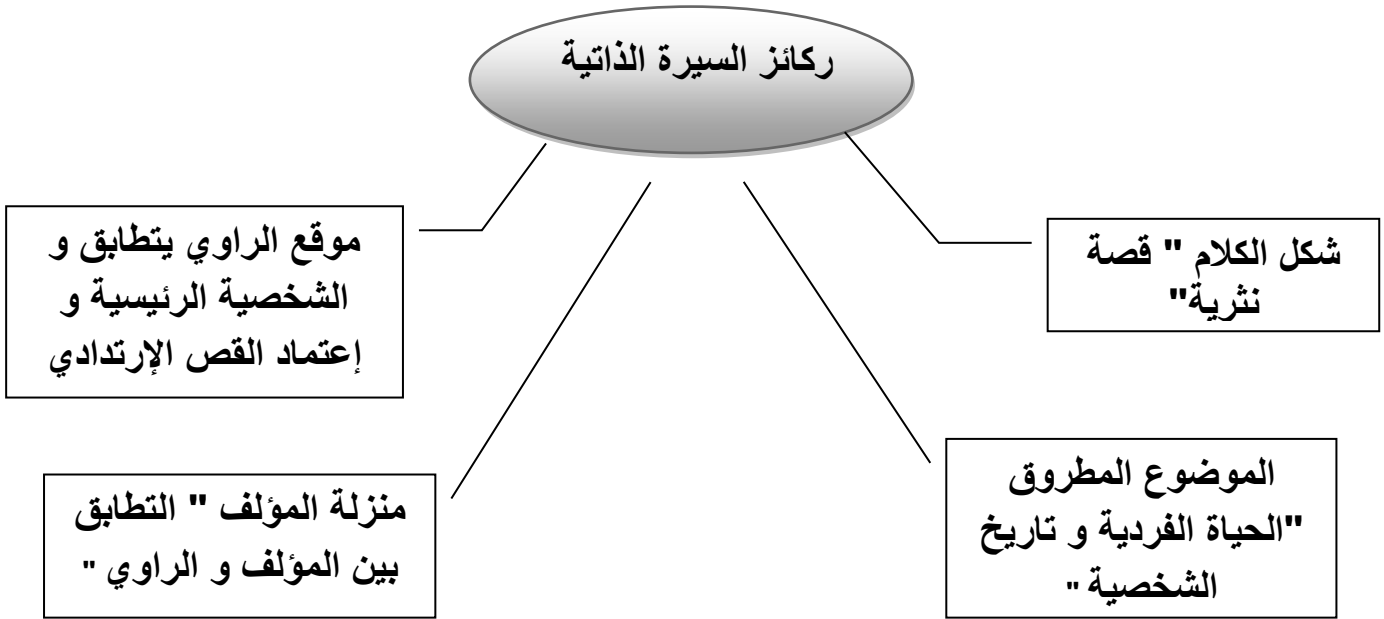 ركائز السيرة الذاتية
شكل الكلام " قصة
نثرية"
موقع الراوي يتطابق و
الشخصية الرئيسية و
إعتماد القص الإرتدادي
الموضوع المطروق
"الحياة الفردية و تاريخ
الشخصية "
منزلة المؤلف " التطابق
بين المؤلف و الراوي "